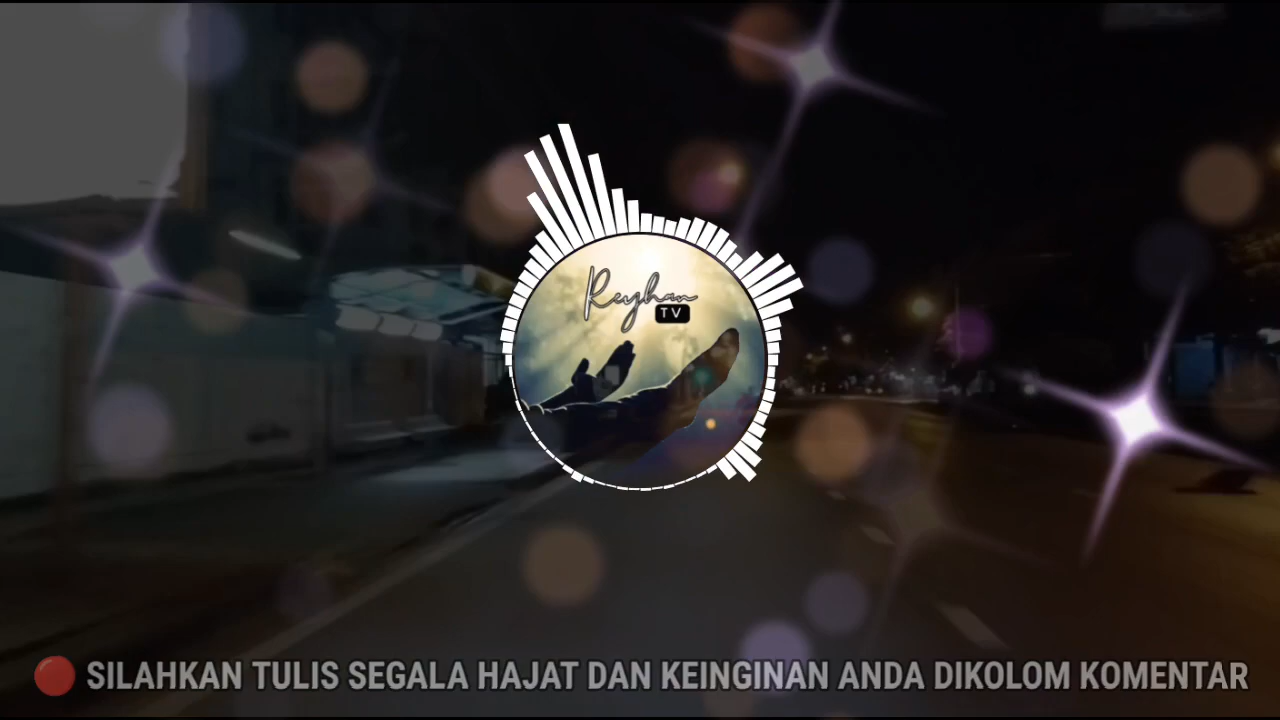 Reyhan
TV
SILAHKAN TULIS SEGALA HAJAT DAN KEINGINAN ANDA DIKOLOM KOMENTAR